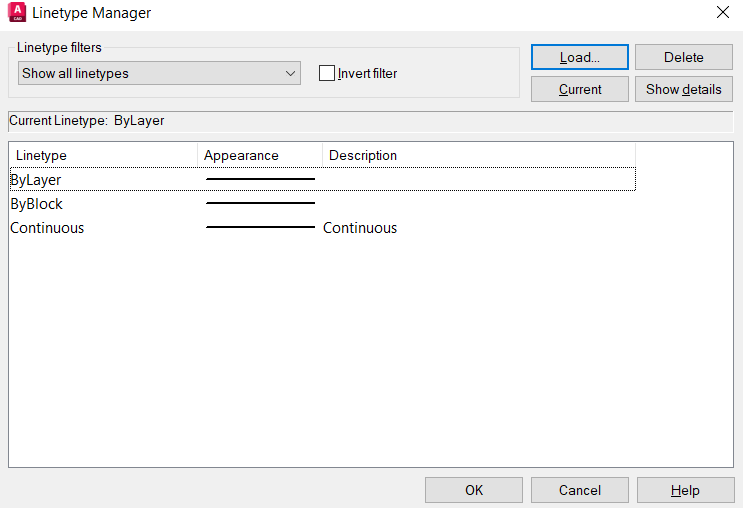 A
CAD
Linetype Manager
Linetype filters
Show all linetypes
Invert filter
Load...
Delete
Current
Show details
Current Linetype: ByLayer
Linetype Appearance Description
ByLayer
ByBlock
Continuous Continuous
OK Cancel Help